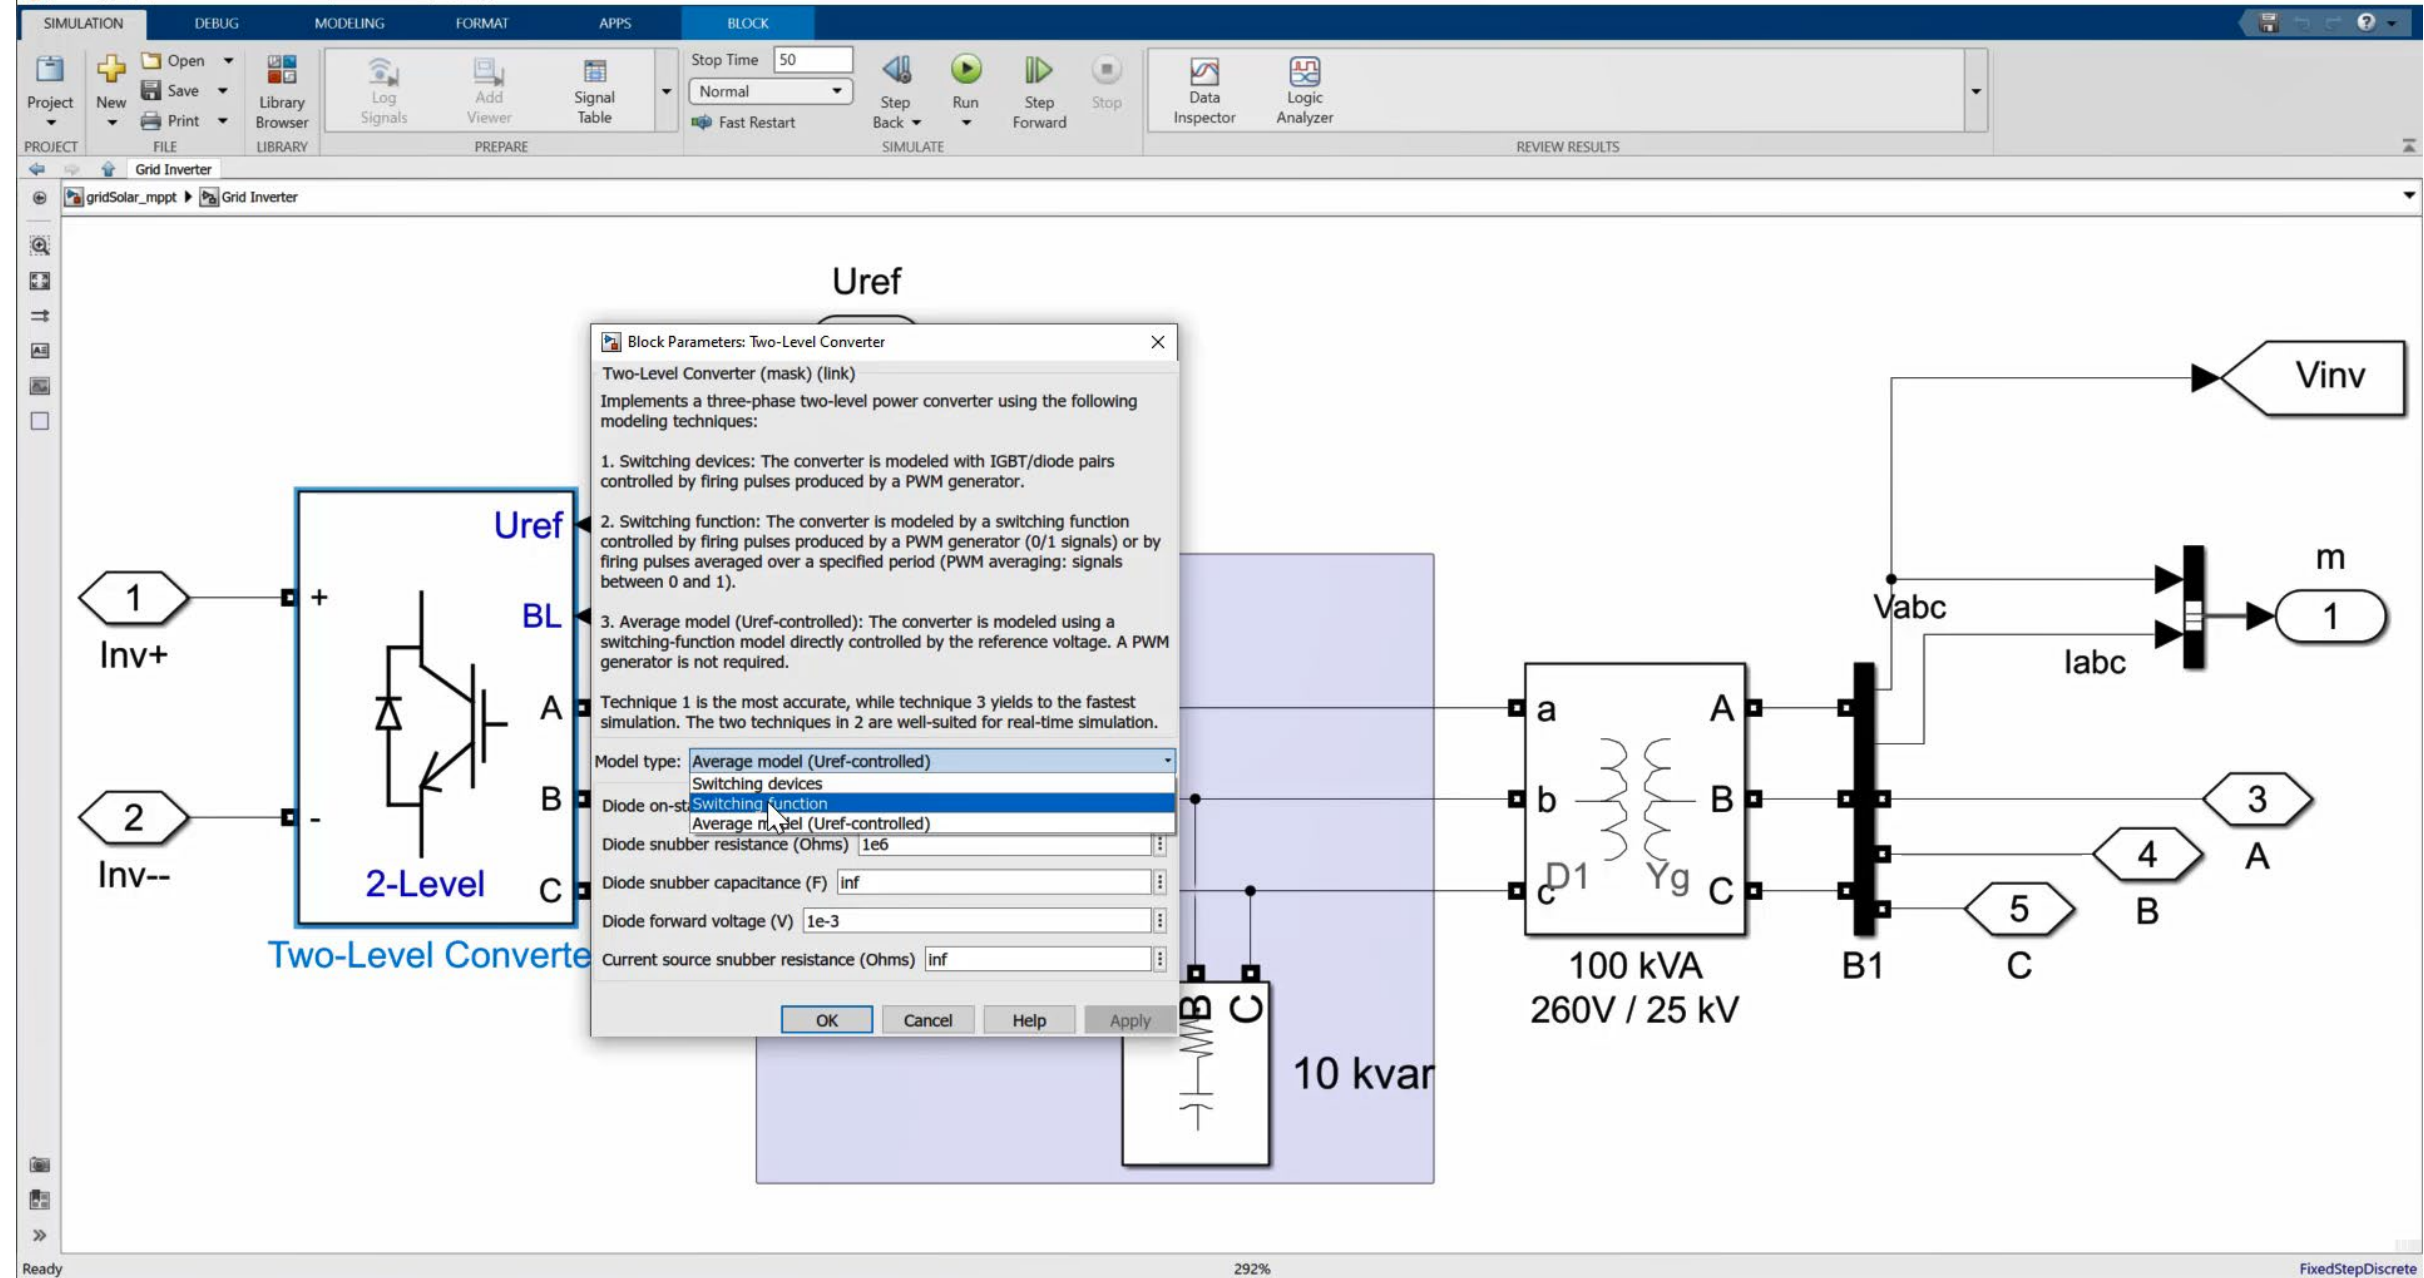 SIMULATION DEBUG MODELING FORMAT APPS BLOCK
Project
New
Open
Save
Print
Library
Browser
Log
Signals
Add
Viewer
Signal
Table
Stop Time 50
Normal
Fast Restart
Step
Back
Run
Step
Forward
Stop
Data
Inspector
Logic
Analyzer
PROJECT FILE LIBRARY PREPARE SIMULATE REVIEW RESULTS
Grid Inverter
gridSolar_mppt Grid Inverter
Uref
Block Parameters: Two-Level Converter
Two-Level Converter (mask) (link)
Implements a three-phase two-level power converter using the following
modeling techniques:
1. Switching devices: The converter is modeled with IGBT/diode pairs
controlled by firing pulses produced by a PWM generator.
2. Switching function: The converter is modeled by a switching function
controlled by firing pulses produced by a PWM generator (0/1 signals) or by
firing pulses averaged over a specified period (PWM averaging: signals
between 0 and 1).
3. Average model (Uref-controlled): The converter is modeled using a
switching-function model directly controlled by the reference voltage. A PWM
generator is not required.
Technique 1 is the most accurate, while technique 3 yields to the fastest
simulation. The two techniques in 2 are well-suited for real-time simulation.
Model type: Average model (Uref-controlled)
Switching devices
Switching function
Average model (Uref-controlled)
Diode on-st
Diode snubber resistance (Ohms) 1e6
Diode snubber capacitance (F) inf
Diode forward voltage (V) 1e-3
Current source snubber resistance (Ohms) inf
OK Cancel Help Apply
1
Inv+
2
Inv--
+
-
Uref
BL
A
B
C
2-Level
Two-Level Converte
B C
10 kvar
a A
b B
c C
D1 Yg
100 kVA
260V / 25 kV
B1
Vinv
Vabc
Iabc
m
1
3
A
4
B
5
C
Ready 292% FixedStepDiscrete